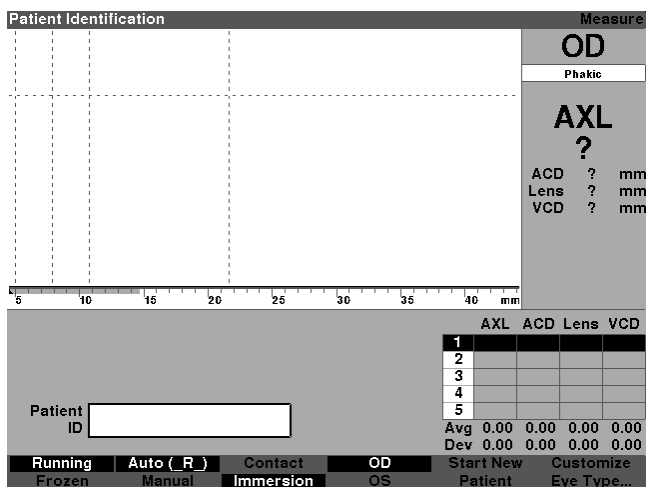 Patient Identification Measure
OD
Phakic
AXL
?
ACD ? mm
Lens ? mm
VCD ? mm
5 10 15 20 25 30 35 40 mm
AXL ACD Lens VCD
1
2
3
4
5
Avg 0.00 0.00 0.00 0.00
Dev 0.00 0.00 0.00 0.00
Patient
ID
Running Auto (_R_) Contact OD Start New Customize
Frozen Manual Immersion OS Patient Eye Type...